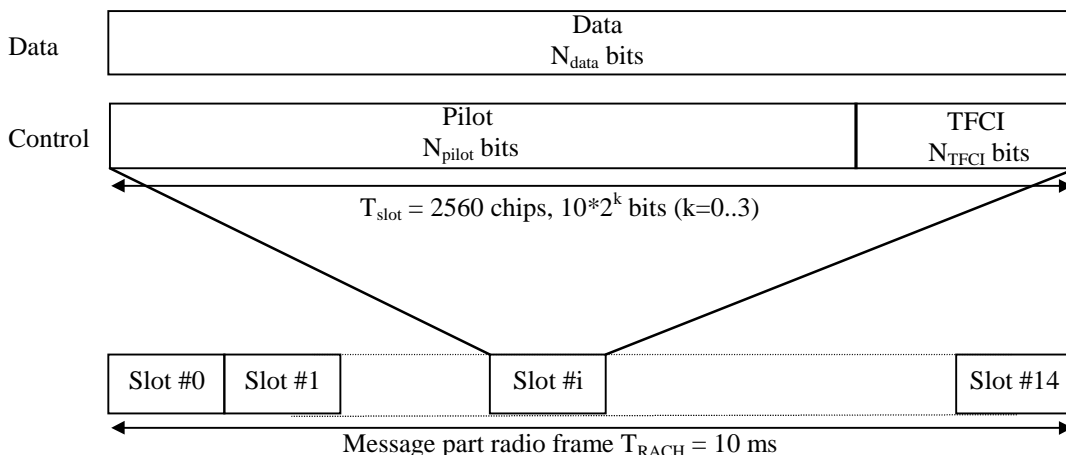 Data
Data
N_data bits
Control
Pilot
N_pilot bits
TFCI
N_TFCI bits
T_slot = 2560 chips, 10*2^k bits (k=0..3)
Slot #0 Slot #1 Slot #i Slot #14
Message part radio frame T_RACH = 10 ms